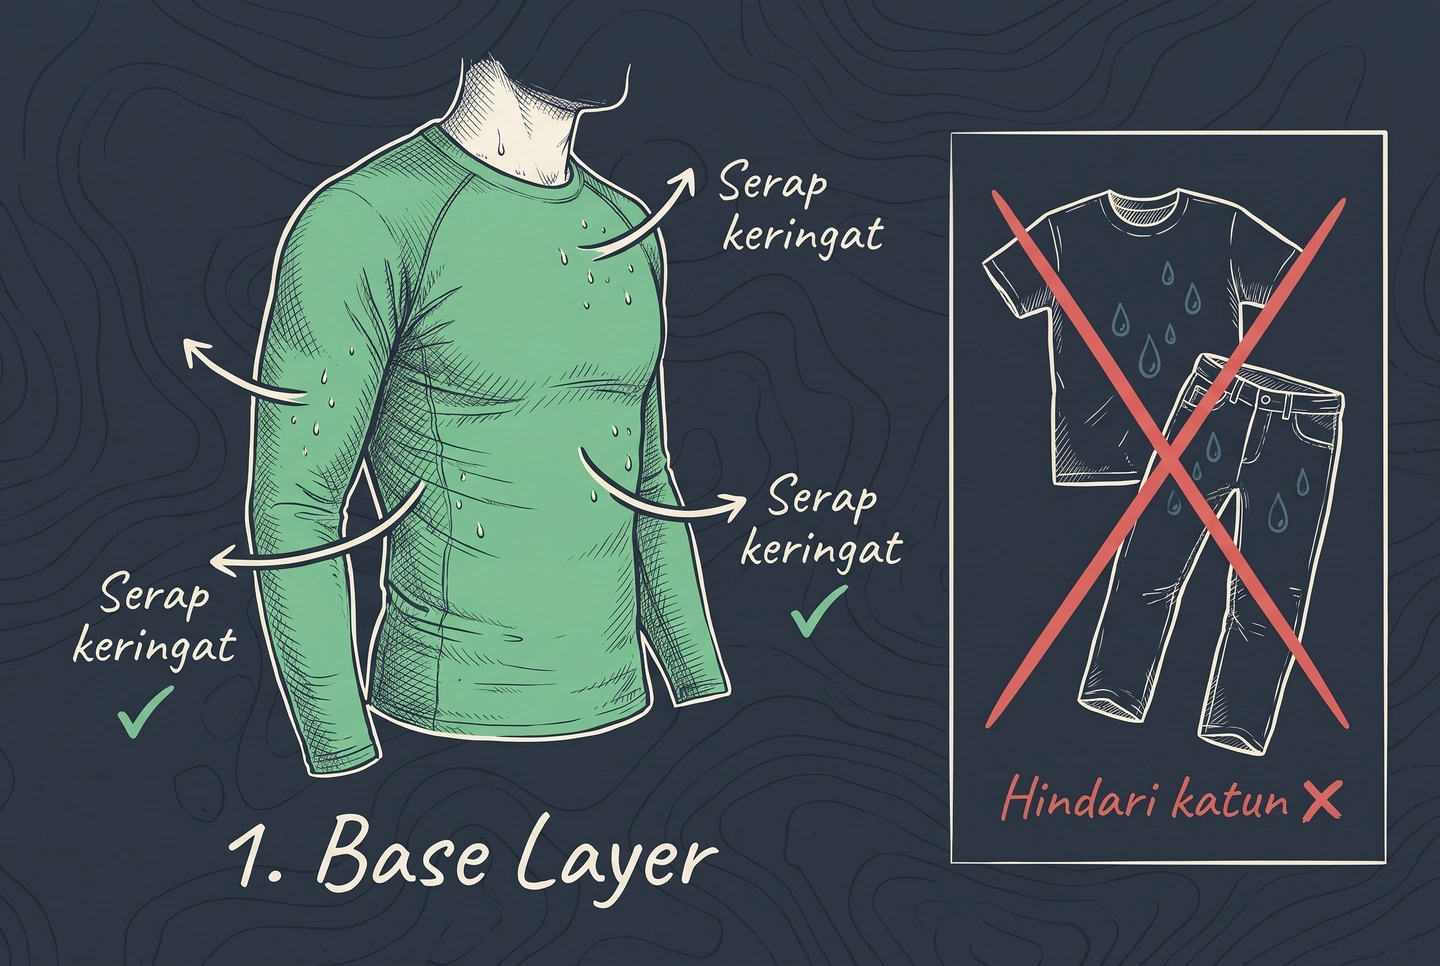 Serap
keringat
Serap
keringat
Serap
keringat
1. Base Layer
Hindari katun